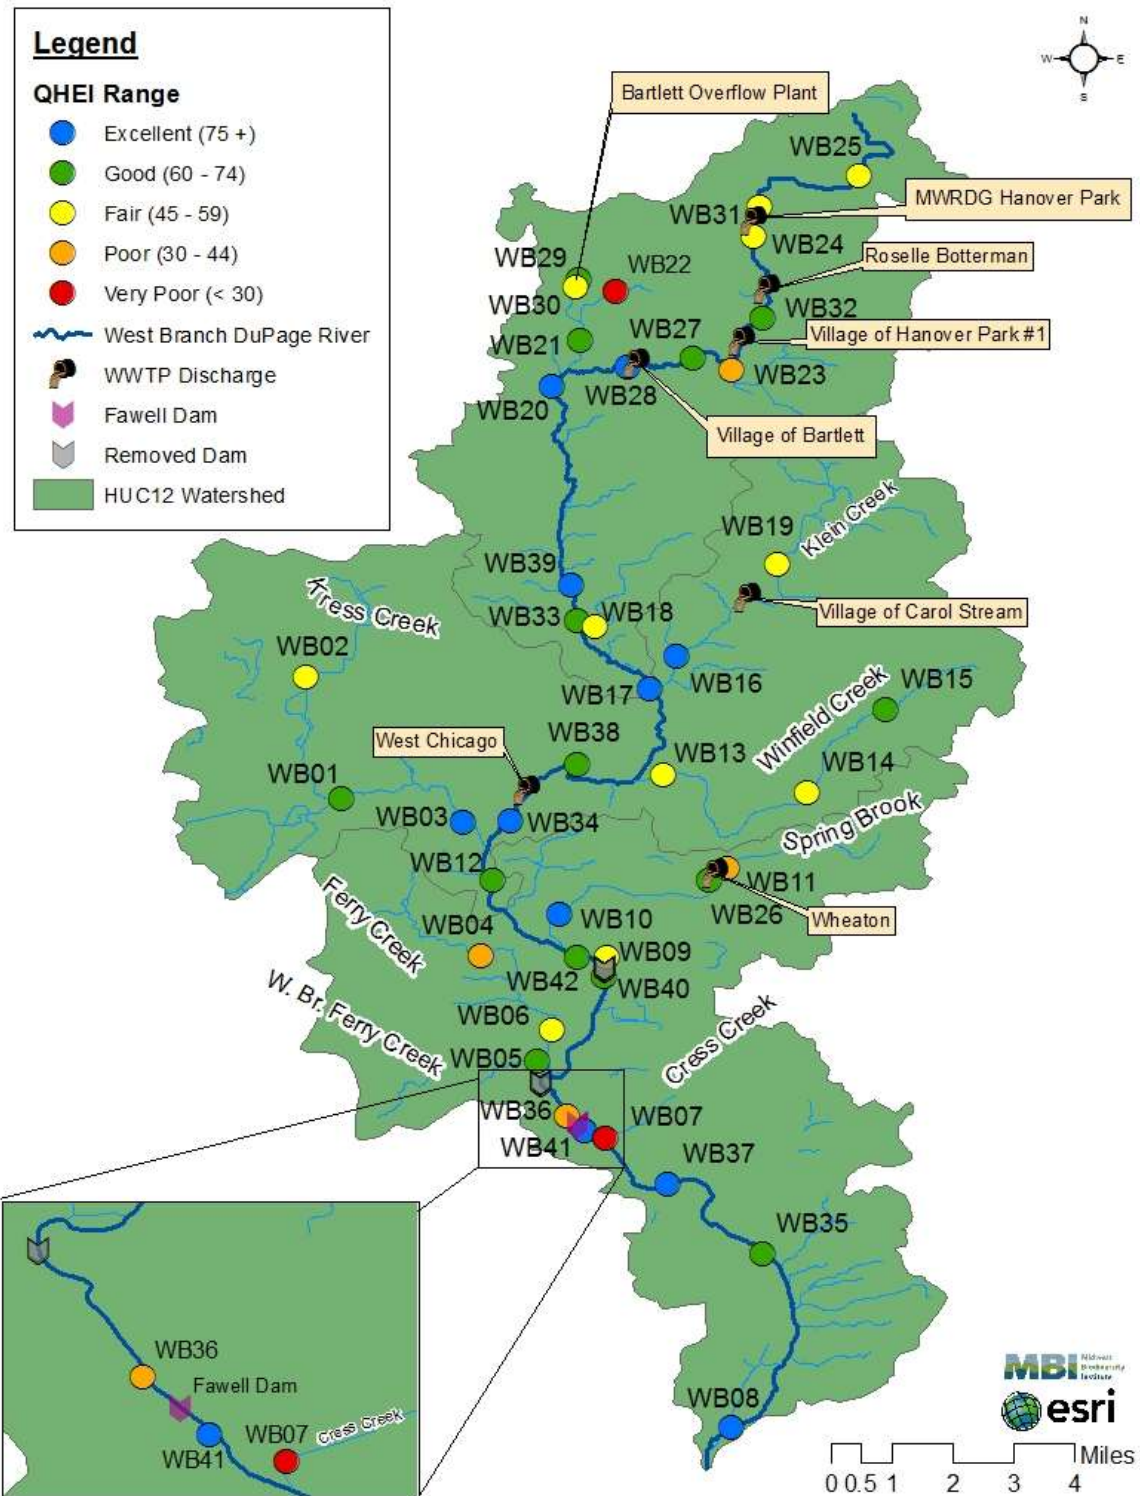 Legend
QHEI Range
Excellent (75 +)
Good (60 - 74)
Fair (45 - 59)
Poor (30 - 44)
Very Poor (< 30)
West Branch DuPage River
WWTP Discharge
Fawell Dam
Removed Dam
HUC12 Watershed
N
W
E
S
Bartlett Overflow Plant
WB25
MWRDG Hanover Park
WB31
WB24
WB29
WB22
Roselle Botterman
WB30
WB32
WB21
WB27
Village of Hanover Park #1
WB23
WB28
WB20
Village of Bartlett
WB19
Klein Creek
WB39
WB33
WB18
Village of Carol Stream
Kress Creek
WB02
WB17
WB16
WB15
Winfield Creek
West Chicago
WB38
WB13
WB14
WB01
WB03
WB34
Spring Brook
WB12
WB11
WB26
Wheaton
Ferry Creek
WB04
WB10
WB09
WB42
WB40
W. Br. Ferry Creek
WB06
Cress Creek
WB05
WB36
WB07
WB41
WB37
WB35
WB08
WB36
Fawell Dam
WB07
Cress Creek
WB41
MBI
Midwest
Biodiversity
Institute
esri
Miles
0 0.5 1 2 3 4